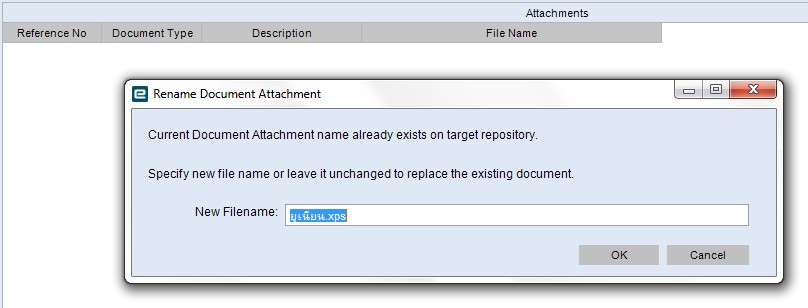 Attachments
Reference No Document Type Description File Name
Rename Document Attachment
Current Document Attachment name already exists on target repository.
Specify new file name or leave it unchanged to replace the existing document.
New Filename: ยูเนียน.xps
OK Cancel